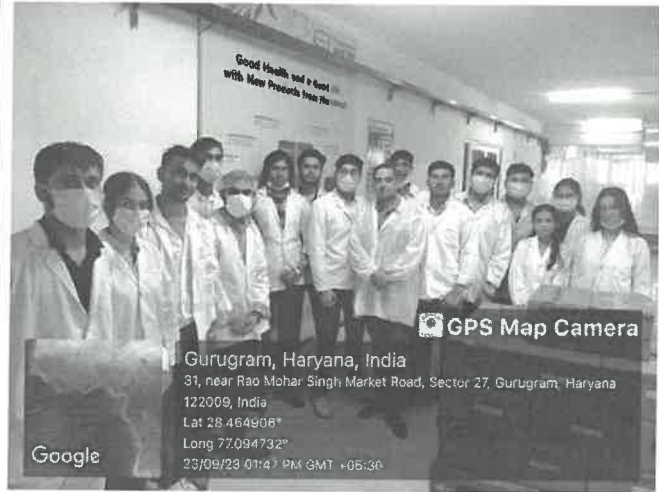 Good Health and a Good
with New Products from
GPS Map Camera
Gurugram, Haryana, India
31, near Rao Mohar Singh Market Road, Sector 27, Gurugram, Haryana
122009, India
Lat 28.464906°
Long 77.094732°
23/09/23 01:47 PM GMT +05:30
Google